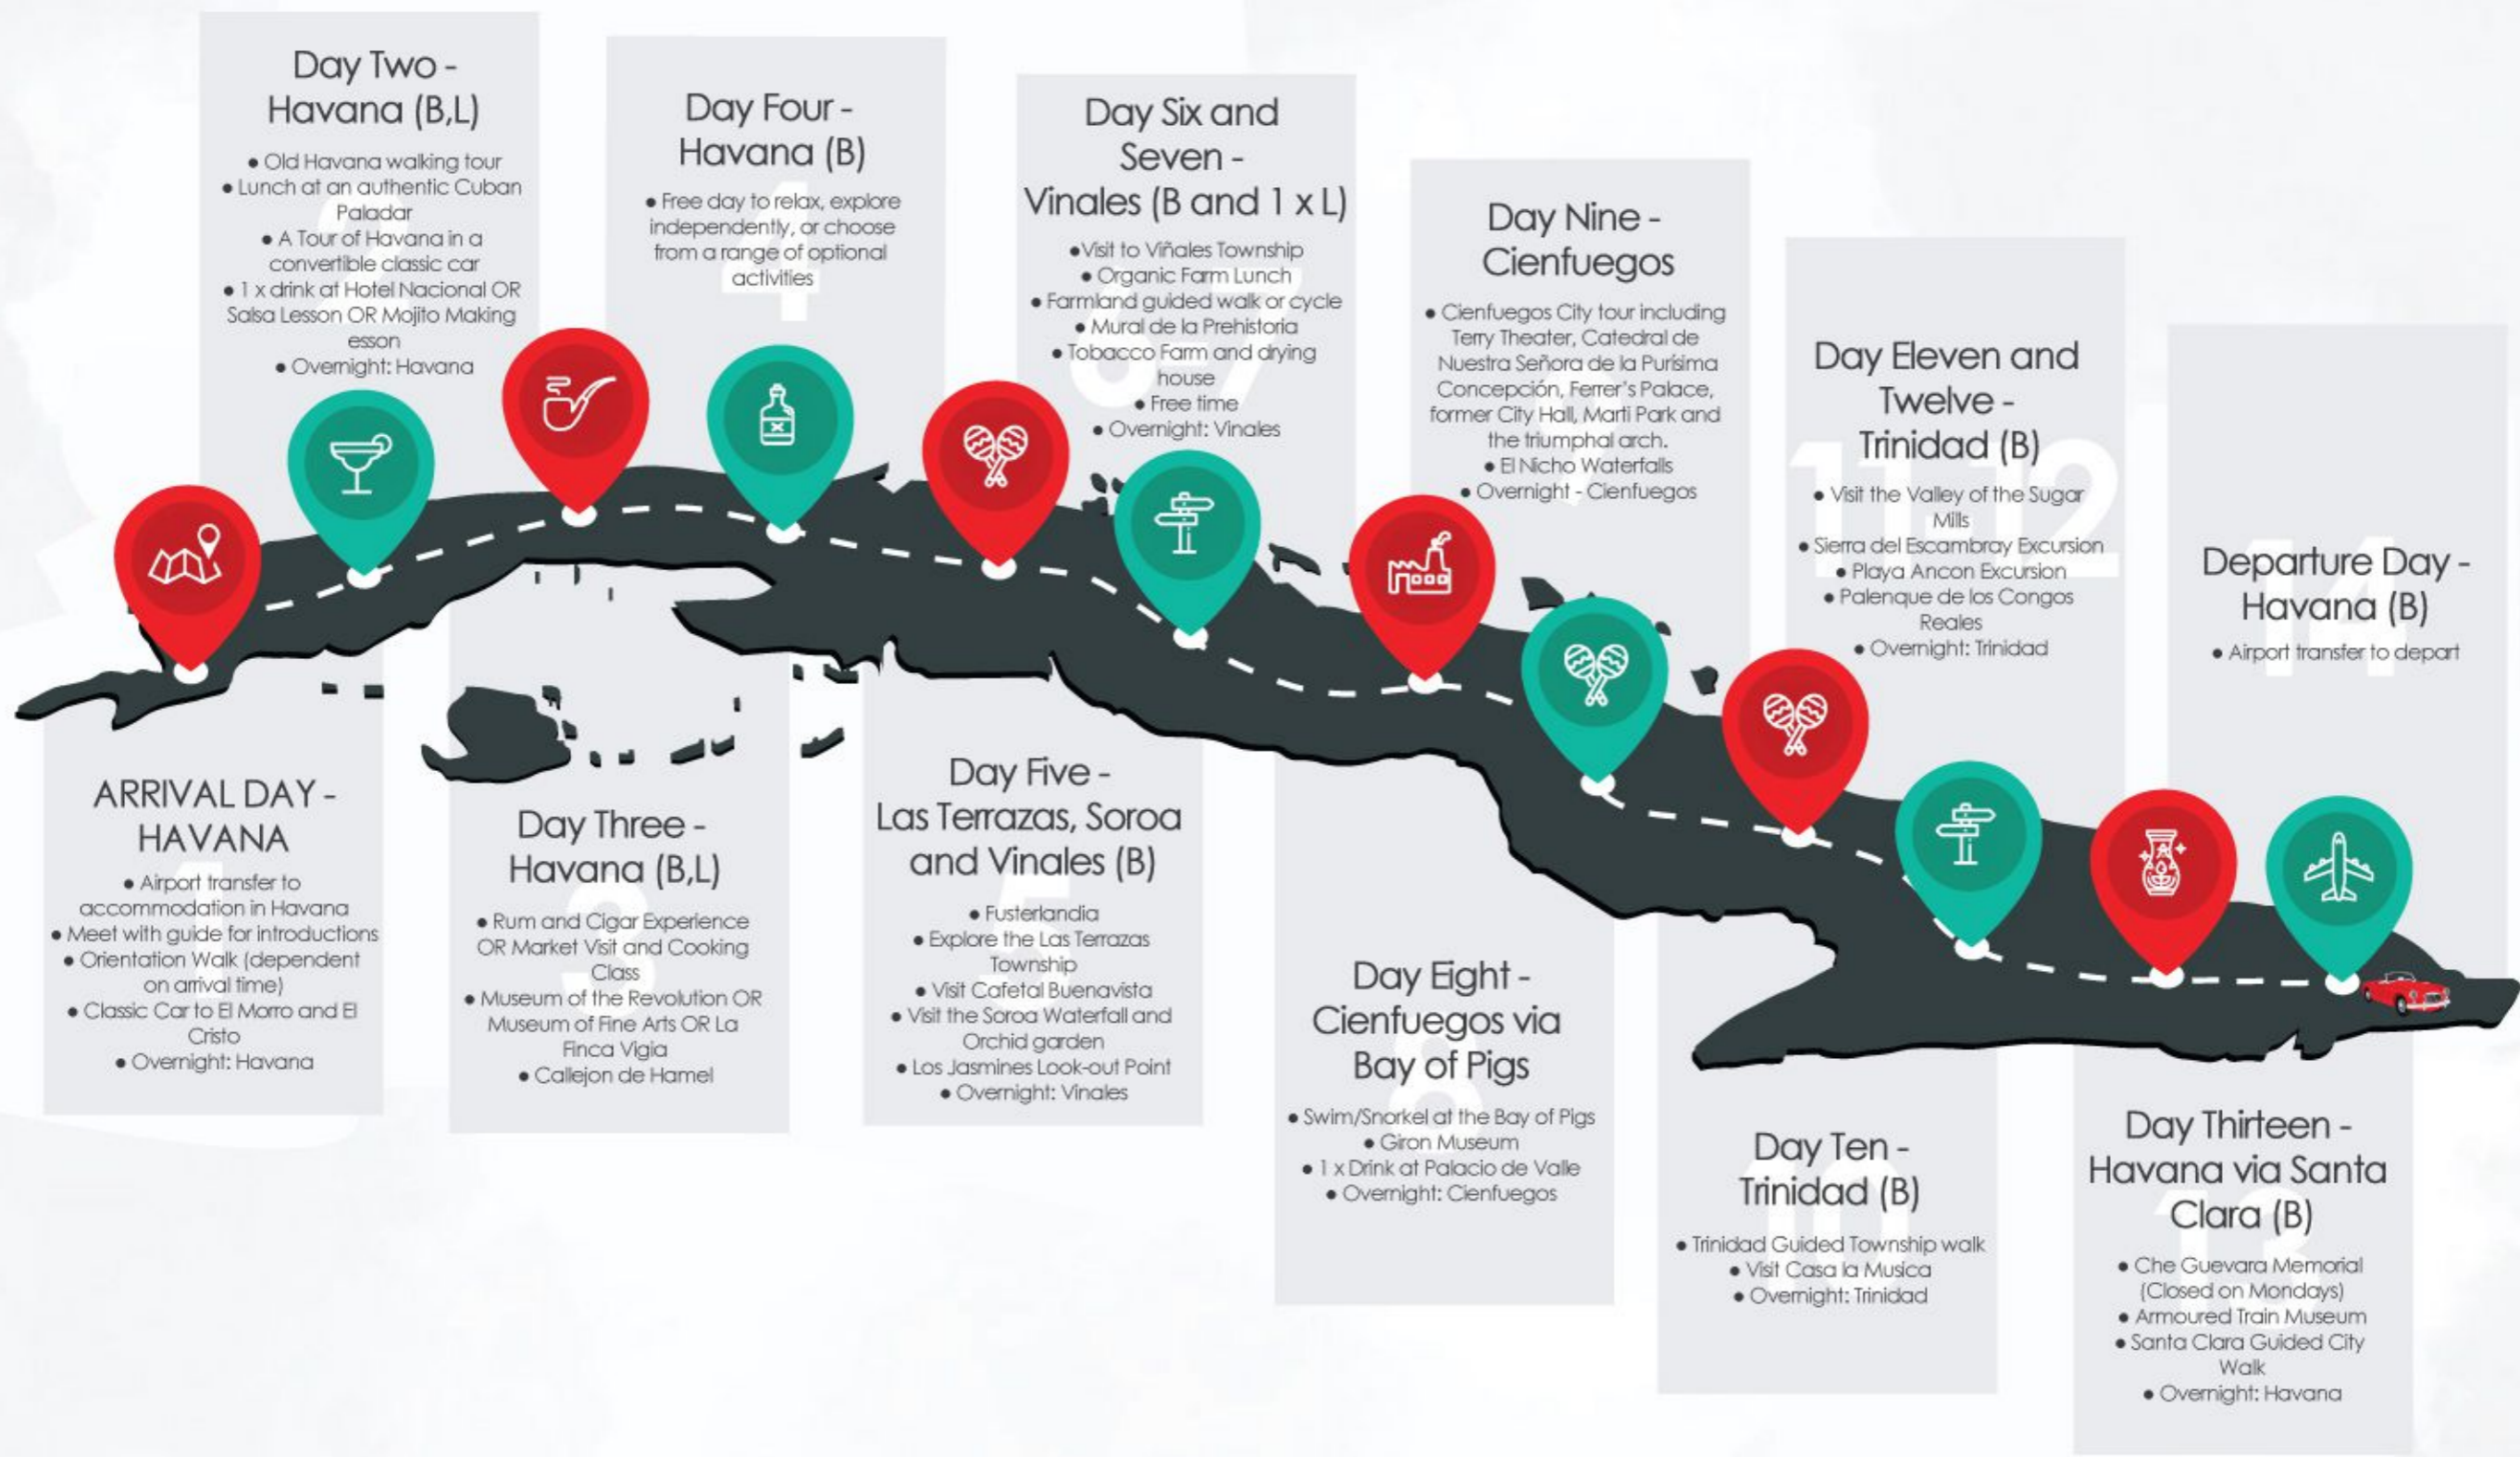 ARRIVAL DAY -
HAVANA
1
● Airport transfer to
accommodation in Havana
● Meet with guide for introductions
● Orientation Walk (dependent
on arrival time)
● Classic Car to El Morro and El
Cristo
● Overnight: Havana
Day Two -
Havana (B,L)
2
● Old Havana walking tour
● Lunch at an authentic Cuban
Paladar
● A Tour of Havana in a
convertible classic car
● 1 x drink at Hotel Nacional OR
Salsa Lesson OR Mojito Making
esson
● Overnight: Havana
Day Three -
Havana (B,L)
3
● Rum and Cigar Experience
OR Market Visit and Cooking
Class
● Museum of the Revolution OR
Museum of Fine Arts OR La
Finca Vigia
● Callejon de Hamel
Day Four -
Havana (B)
4
● Free day to relax, explore
independently, or choose
from a range of optional
activities
Day Five -
Las Terrazas, Soroa
and Vinales (B)
5
● Fusterlandia
● Explore the Las Terrazas
Township
● Visit Cafetal Buenavista
● Visit the Soroa Waterfall and
Orchid garden
● Los Jasmines Look-out Point
● Overnight: Vinales
Day Six and
Seven -
Vinales (B and 1 x L)
6-7
●Visit to Viñales Township
● Organic Farm Lunch
● Farmland guided walk or cycle
● Mural de la Prehistoria
● Tobacco Farm and drying
house
● Free time
● Overnight: Vinales
Day Eight -
Cienfuegos via
Bay of Pigs
8
● Swim/Snorkel at the Bay of Pigs
● Giron Museum
● 1 x Drink at Palacio de Valle
● Overnight: Cienfuegos
Day Nine -
Cienfuegos
9
● Cienfuegos City tour including
Terry Theater, Catedral de
Nuestra Señora de la Purísima
Concepción, Ferrer's Palace,
former City Hall, Marti Park and
the triumphal arch.
● El Nicho Waterfalls
● Overnight - Cienfuegos
Day Ten -
Trinidad (B)
10
● Trinidad Guided Township walk
● Visit Casa la Musica
● Overnight: Trinidad
Day Eleven and
Twelve -
Trinidad (B)
11-12
● Visit the Valley of the Sugar
Mills
● Sierra del Escambray Excursion
● Playa Ancon Excursion
● Palenque de los Congos
Reales
● Overnight: Trinidad
Day Thirteen -
Havana via Santa
Clara (B)
13
● Che Guevara Memorial
(Closed on Mondays)
● Armoured Train Museum
● Santa Clara Guided City
Walk
● Overnight: Havana
Departure Day -
Havana (B)
14
● Airport transfer to depart